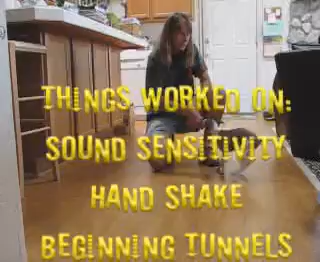 THINGS WORKED ON:
SOUND SENSITIVITY
HAND SHAKE
BEGINNING TUNNELS